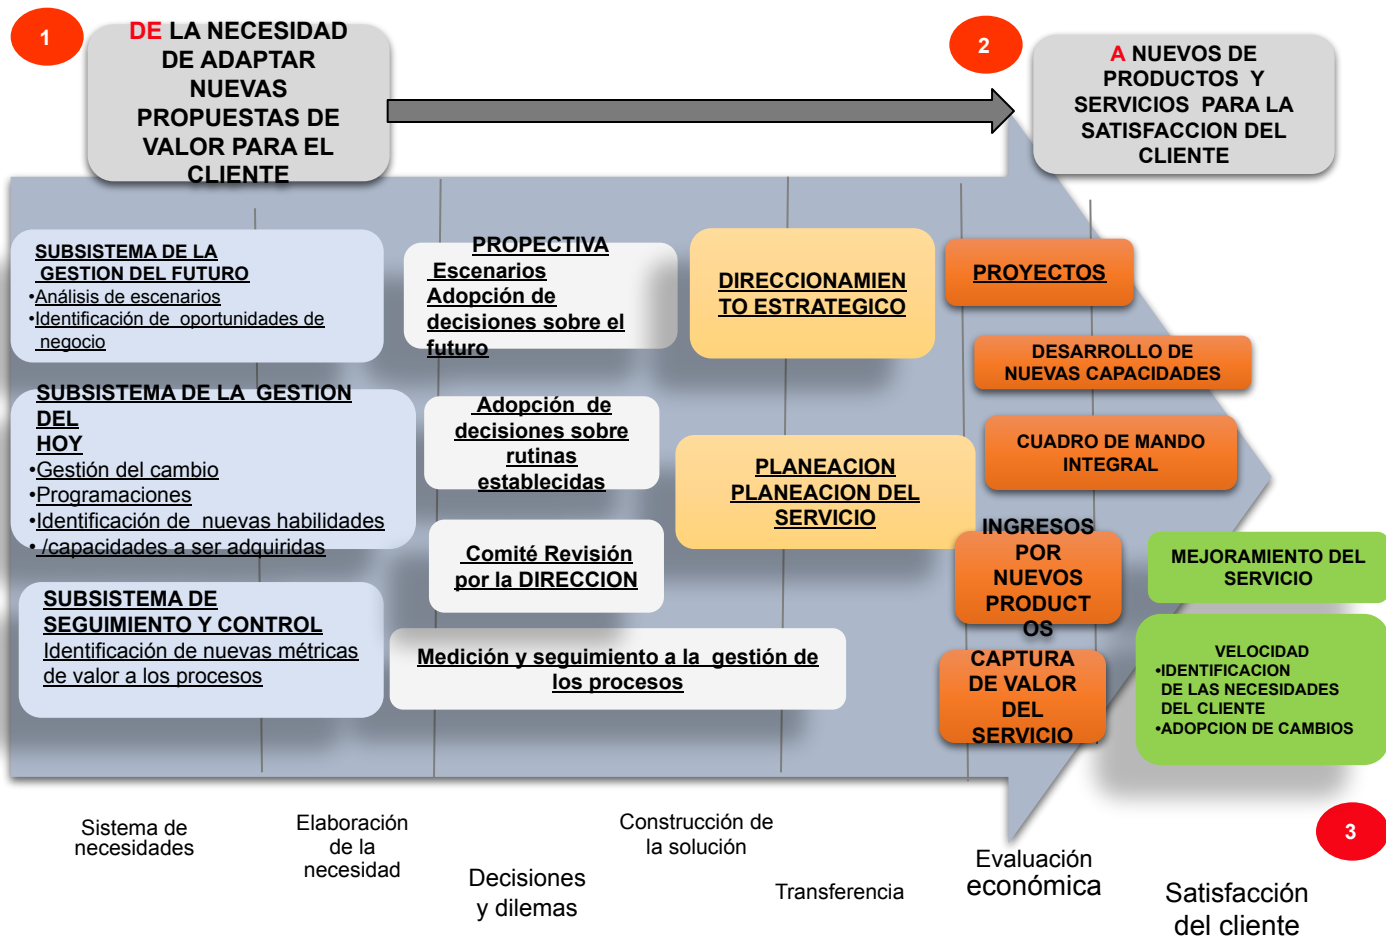 1
DE LA NECESIDAD
DE ADAPTAR
NUEVAS
PROPUESTAS DE
VALOR PARA EL
CLIENTE
2
A NUEVOS DE
PRODUCTOS Y
SERVICIOS PARA LA
SATISFACCION DEL
CLIENTE
SUBSISTEMA DE LA
GESTION DEL FUTURO
•Análisis de escenarios
•Identificación de oportunidades de
negocio
SUBSISTEMA DE LA GESTION
DEL
HOY
•Gestión del cambio
•Programaciones
•Identificación de nuevas habilidades
• /capacidades a ser adquiridas
SUBSISTEMA DE
SEGUIMIENTO Y CONTROL
Identificación de nuevas métricas
de valor a los procesos
PROPECTIVA
Escenarios
Adopción de
decisiones sobre el
futuro
Adopción de
decisiones sobre
rutinas
establecidas
Comité Revisión
por la DIRECCION
Medición y seguimiento a la gestión de
los procesos
DIRECCIONAMIEN
TO ESTRATEGICO
PLANEACION
PLANEACION DEL
SERVICIO
PROYECTOS
DESARROLLO DE
NUEVAS CAPACIDADES
CUADRO DE MANDO
INTEGRAL
INGRESOS
POR
NUEVOS
PRODUCT
OS
CAPTURA
DE VALOR
DEL
SERVICIO
MEJORAMIENTO DEL
SERVICIO
VELOCIDAD
•IDENTIFICACION
DE LAS NECESIDADES
DEL CLIENTE
•ADOPCION DE CAMBIOS
3
Sistema de
necesidades
Elaboración
de la
necesidad
Decisiones
y dilemas
Construcción de
la solución
Transferencia
Evaluación
económica
Satisfacción
del cliente